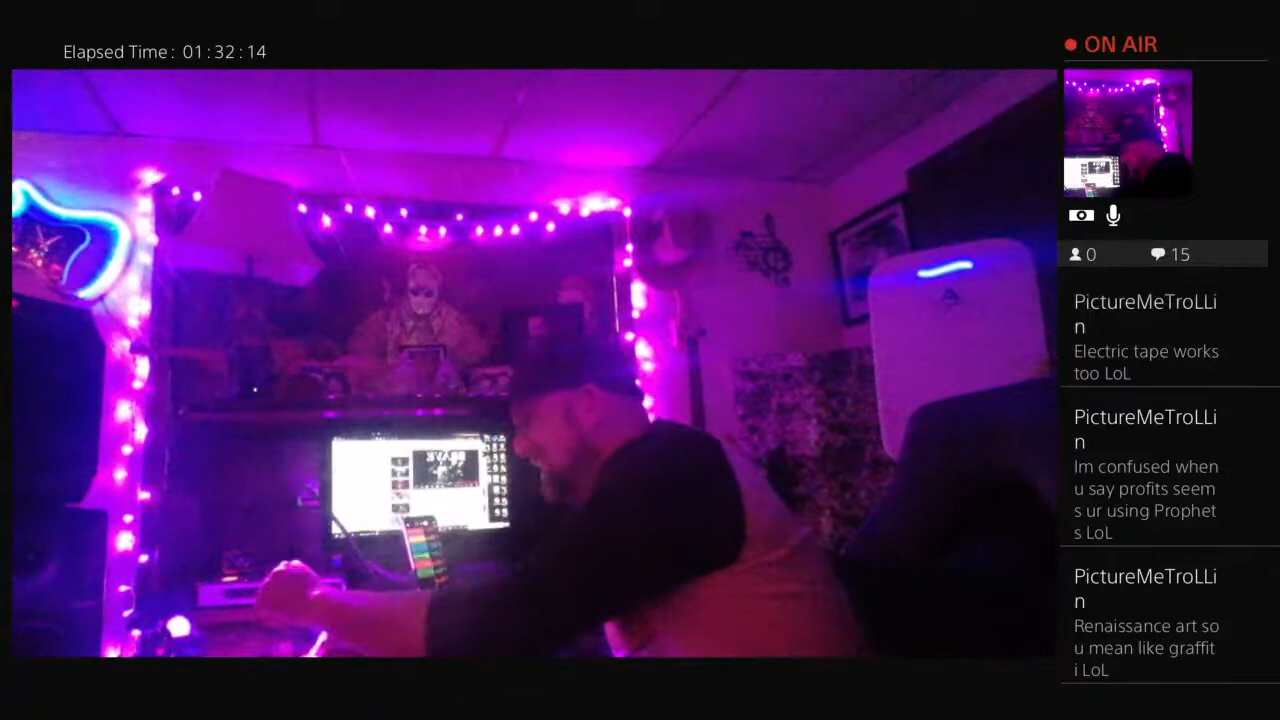 Elapsed Time: 01:32:14
ON AIR
0
15
PictureMeTroLLi
n
Electric tape works
too LoL
PictureMeTroLLi
n
Im confused when
u say profits seem
s ur using Prophet
s LoL
PictureMeTroLLi
n
Renaissance art so
u mean like graffit
i LoL